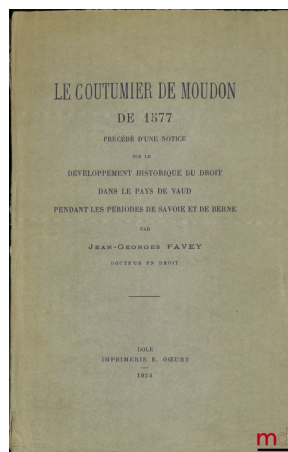 LE COUTUMIER DE MOUDON
DE 1577
PRÉCÉDÉ D'UNE NOTICE
SUR LE
DÉVELOPPEMENT HISTORIQUE DU DROIT
DANS LE PAYS DE VAUD
PENDANT LES PÉRIODES DE SAVOIE ET DE BERNE
PAR
JEAN-GEORGES FAVEY
DOCTEUR EN DROIT
DOLE
IMPRIMERIE E. GŒURY
1924
md